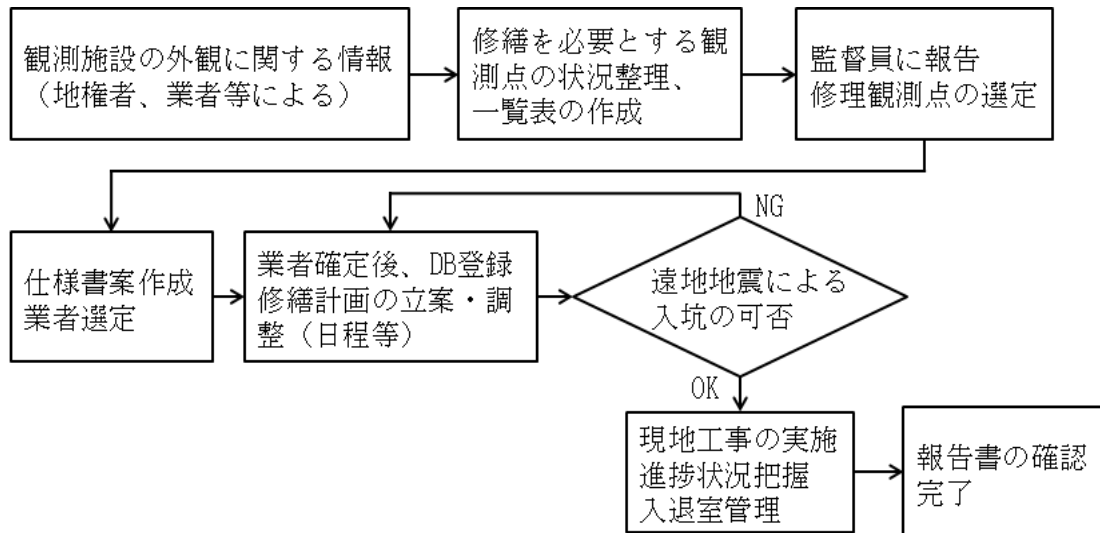 観測施設の外観に関する情報
（地権者、業者等による）
修繕を必要とする観
測点の状況整理、
一覧表の作成
監督員に報告
修理観測点の選定
仕様書案作成
業者選定
業者確定後、DB登録
修繕計画の立案・調
整（日程等）
NG
遠地地震による
入坑の可否
OK
現地工事の実施
進捗状況把握
入退室管理
報告書の確認
完了